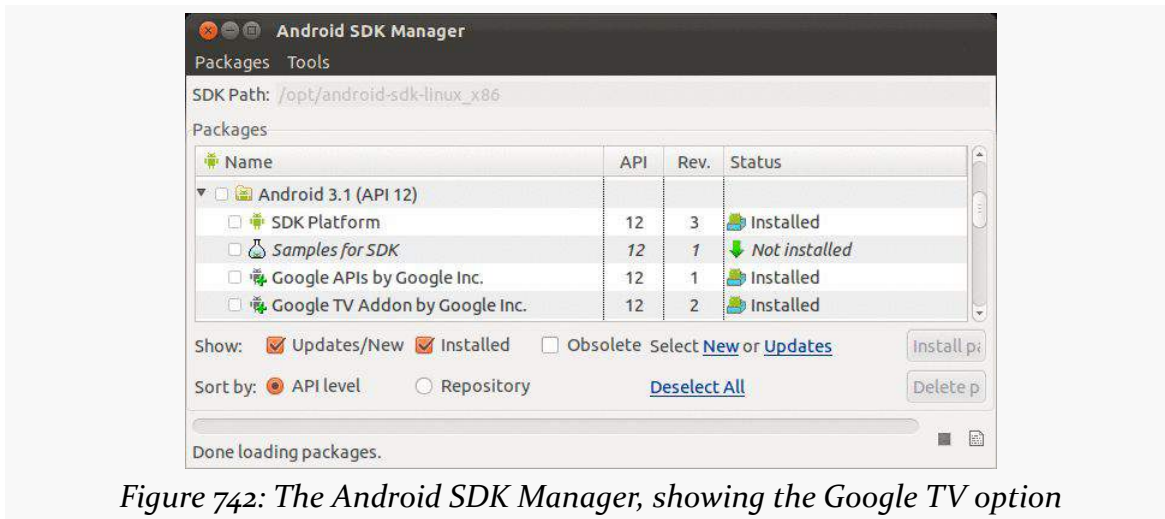 Android SDK Manager
Packages Tools
SDK Path: /opt/android-sdk-linux_x86
Packages
Name API Rev. Status
Android 3.1 (API 12)
SDK Platform 12 3 Installed
Samples for SDK 12 1 Not installed
Google APIs by Google Inc. 12 1 Installed
Google TV Addon by Google Inc. 12 2 Installed
Show: Updates/New Installed Obsolete Select New or Updates Install pa
Sort by: API level Repository Deselect All Delete p
Done loading packages.
Figure 742: The Android SDK Manager, showing the Google TV option